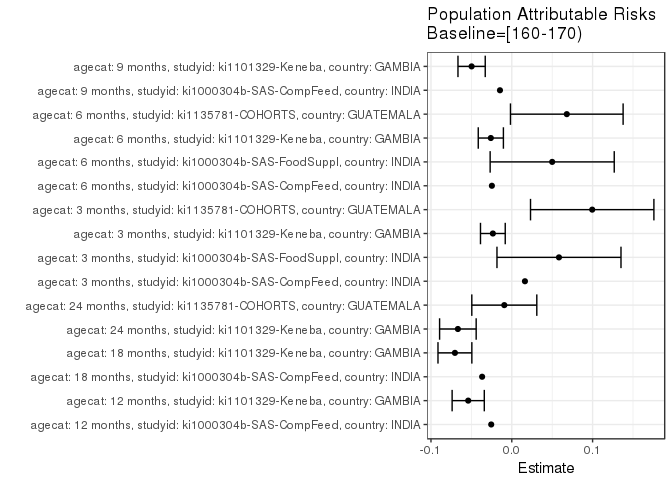 Population Attributable Risks
Baseline=[160-170)
agecat: 9 months, studyid: ki1101329-Keneba, country: GAMBIA
agecat: 9 months, studyid: ki1000304b-SAS-CompFeed, country: INDIA
agecat: 6 months, studyid: ki1135781-COHORTS, country: GUATEMALA
agecat: 6 months, studyid: ki1101329-Keneba, country: GAMBIA
agecat: 6 months, studyid: ki1000304b-SAS-FoodSuppl, country: INDIA
agecat: 6 months, studyid: ki1000304b-SAS-CompFeed, country: INDIA
agecat: 3 months, studyid: ki1135781-COHORTS, country: GUATEMALA
agecat: 3 months, studyid: ki1101329-Keneba, country: GAMBIA
agecat: 3 months, studyid: ki1000304b-SAS-FoodSuppl, country: INDIA
agecat: 3 months, studyid: ki1000304b-SAS-CompFeed, country: INDIA
agecat: 24 months, studyid: ki1135781-COHORTS, country: GUATEMALA
agecat: 24 months, studyid: ki1101329-Keneba, country: GAMBIA
agecat: 18 months, studyid: ki1101329-Keneba, country: GAMBIA
agecat: 18 months, studyid: ki1000304b-SAS-CompFeed, country: INDIA
agecat: 12 months, studyid: ki1101329-Keneba, country: GAMBIA
agecat: 12 months, studyid: ki1000304b-SAS-CompFeed, country: INDIA
-0.1 0.0 0.1
Estimate